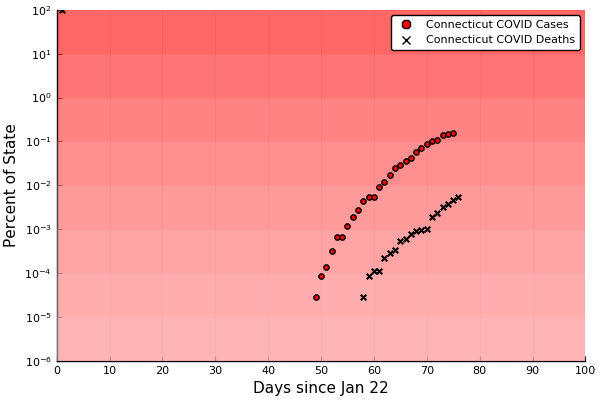 10²
10¹
10⁰
10⁻¹
10⁻²
10⁻³
10⁻⁴
10⁻⁵
10⁻⁶
Percent of State
Connecticut COVID Cases
Connecticut COVID Deaths
0 10 20 30 40 50 60 70 80 90 100
Days since Jan 22